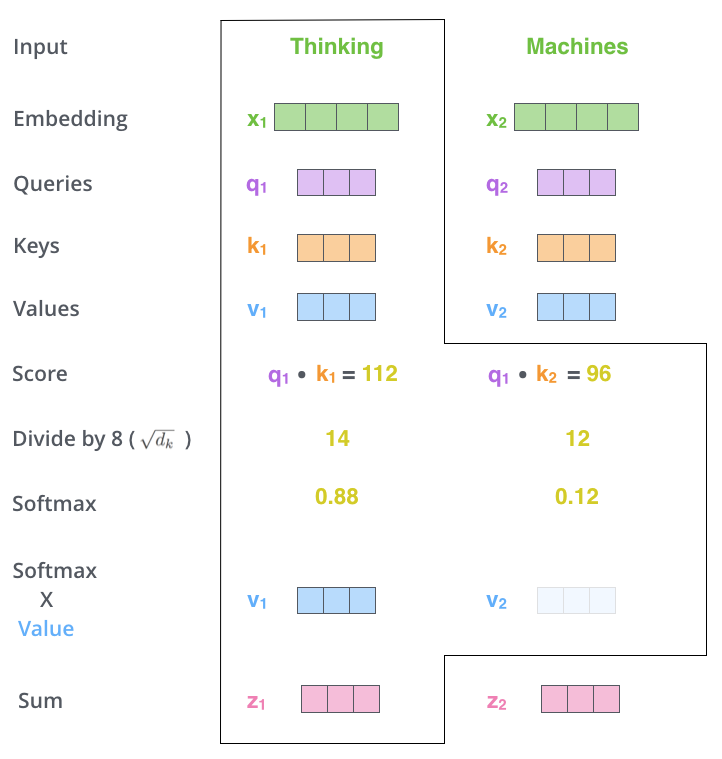 Input Thinking Machines
Embedding x₁ x₂
Queries q₁ q₂
Keys k₁ k₂
Values v₁ v₂
Score q₁ • k₁ = 112 q₁ • k₂ = 96
Divide by 8 ( √dₖ ) 14 12
Softmax 0.88 0.12
Softmax
X v₁ v₂
Value
Sum z₁ z₂